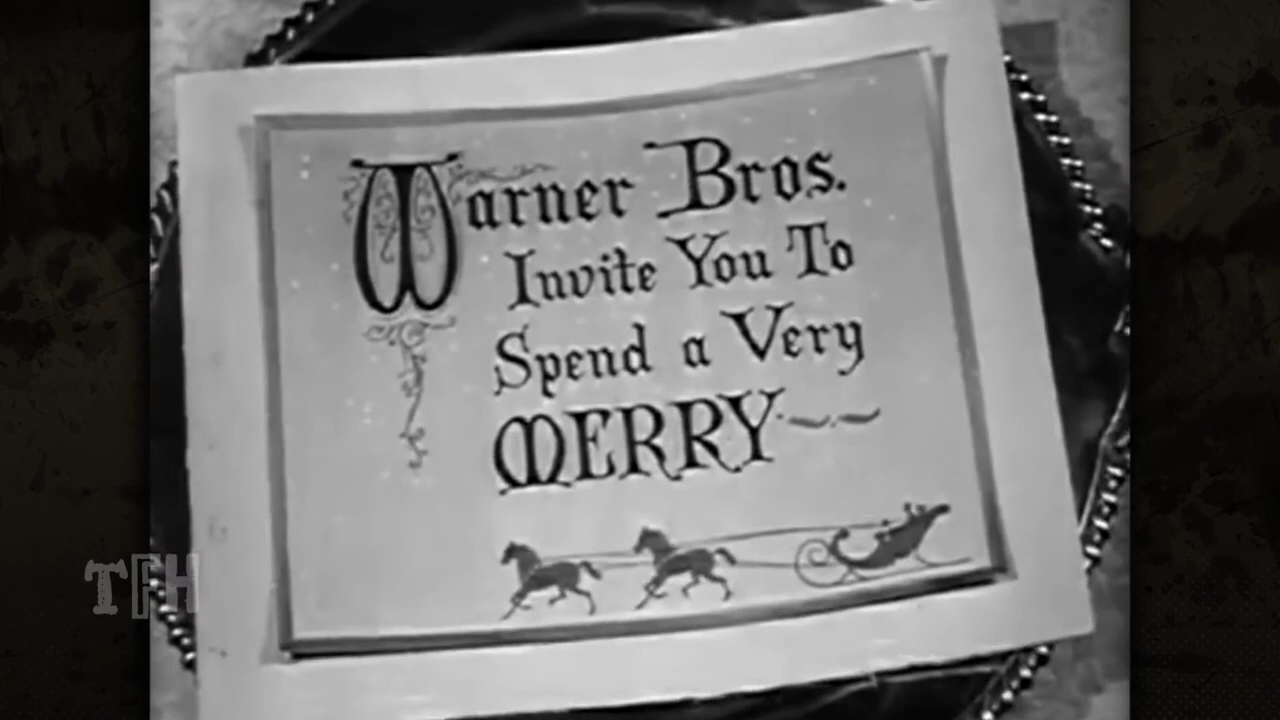 Warner Bros.
Invite You To
Spend a Very
MERRY~~
TFH